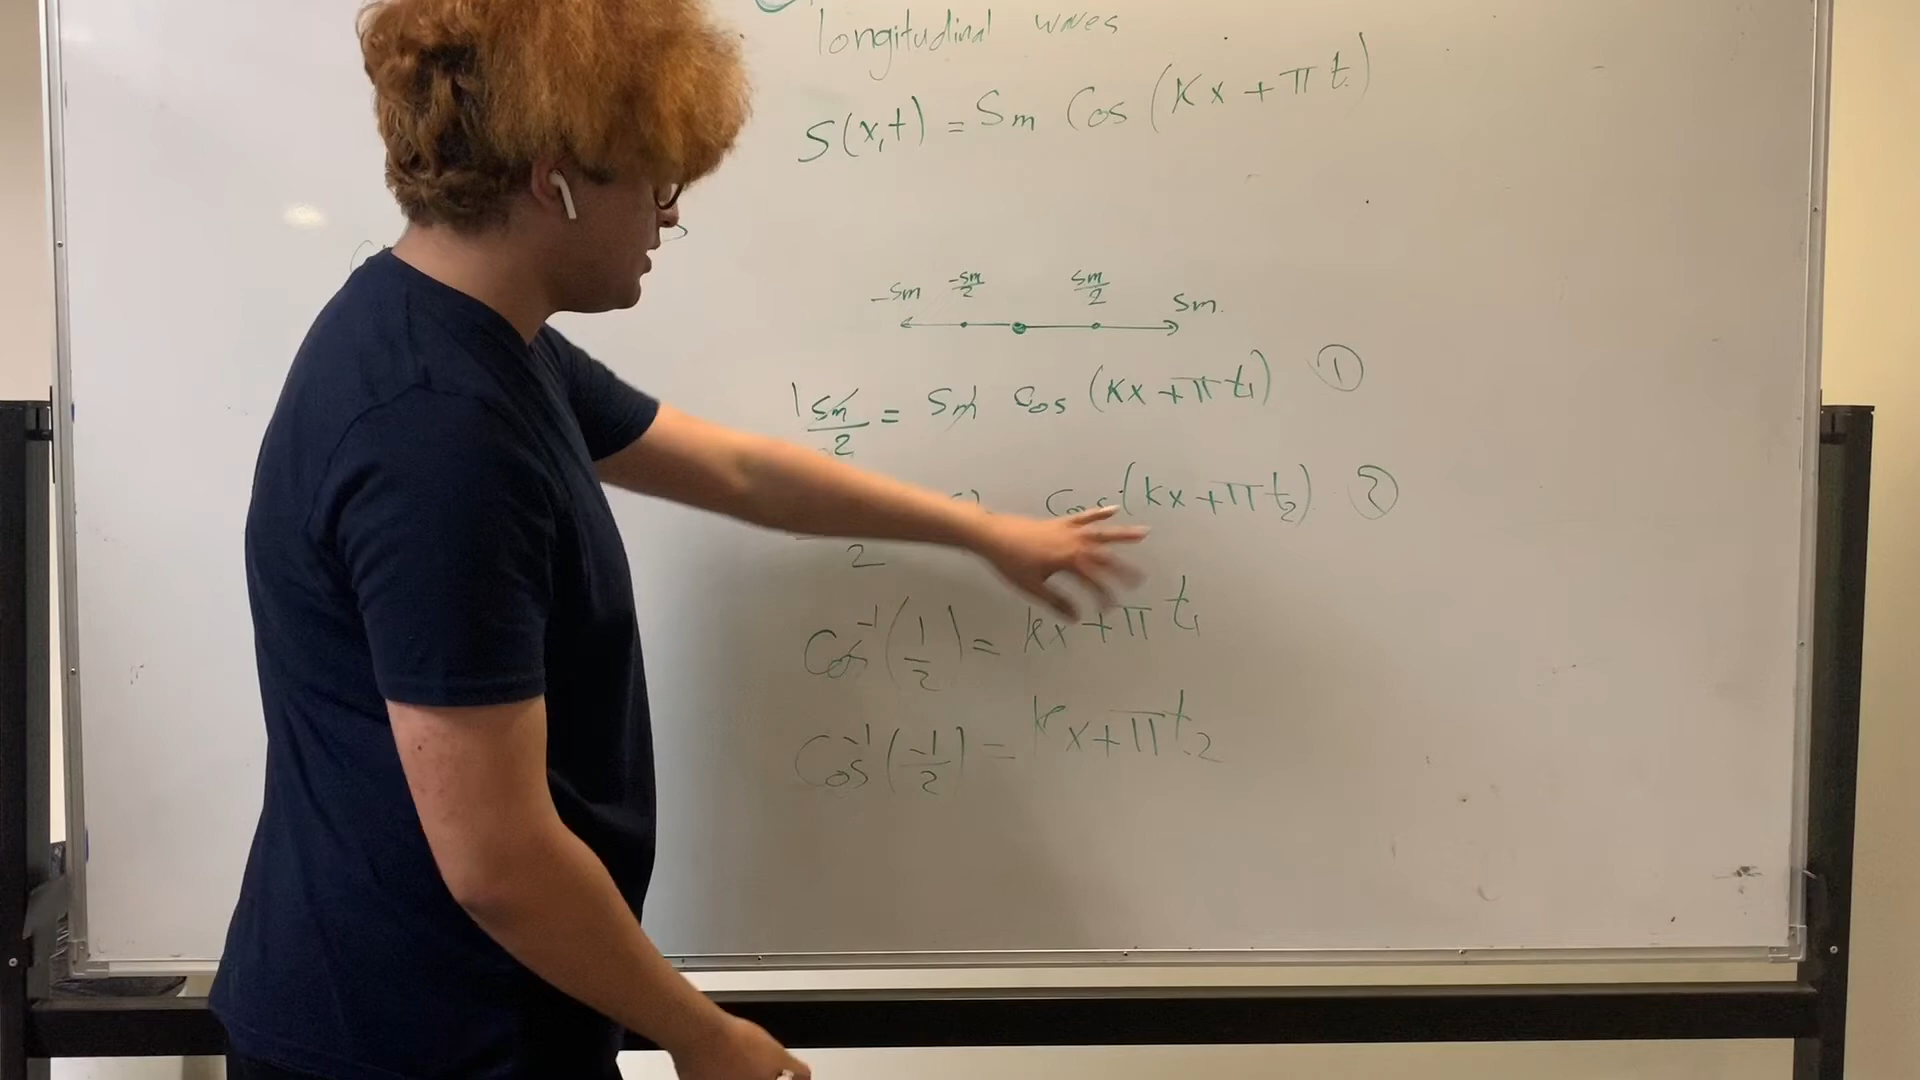 longitudinal waves
S(x,t) = Sm Cos (Kx + π t)
-Sm -Sm/2 Sm/2 Sm.
1 Sm/2 = Sm Cos (Kx + π t1) ①
2 Cos (Kx + π t2) ②
Cos^-1 (1/2) = Kx + π t1
Cos^-1 (-1/2) = Kx + π t2